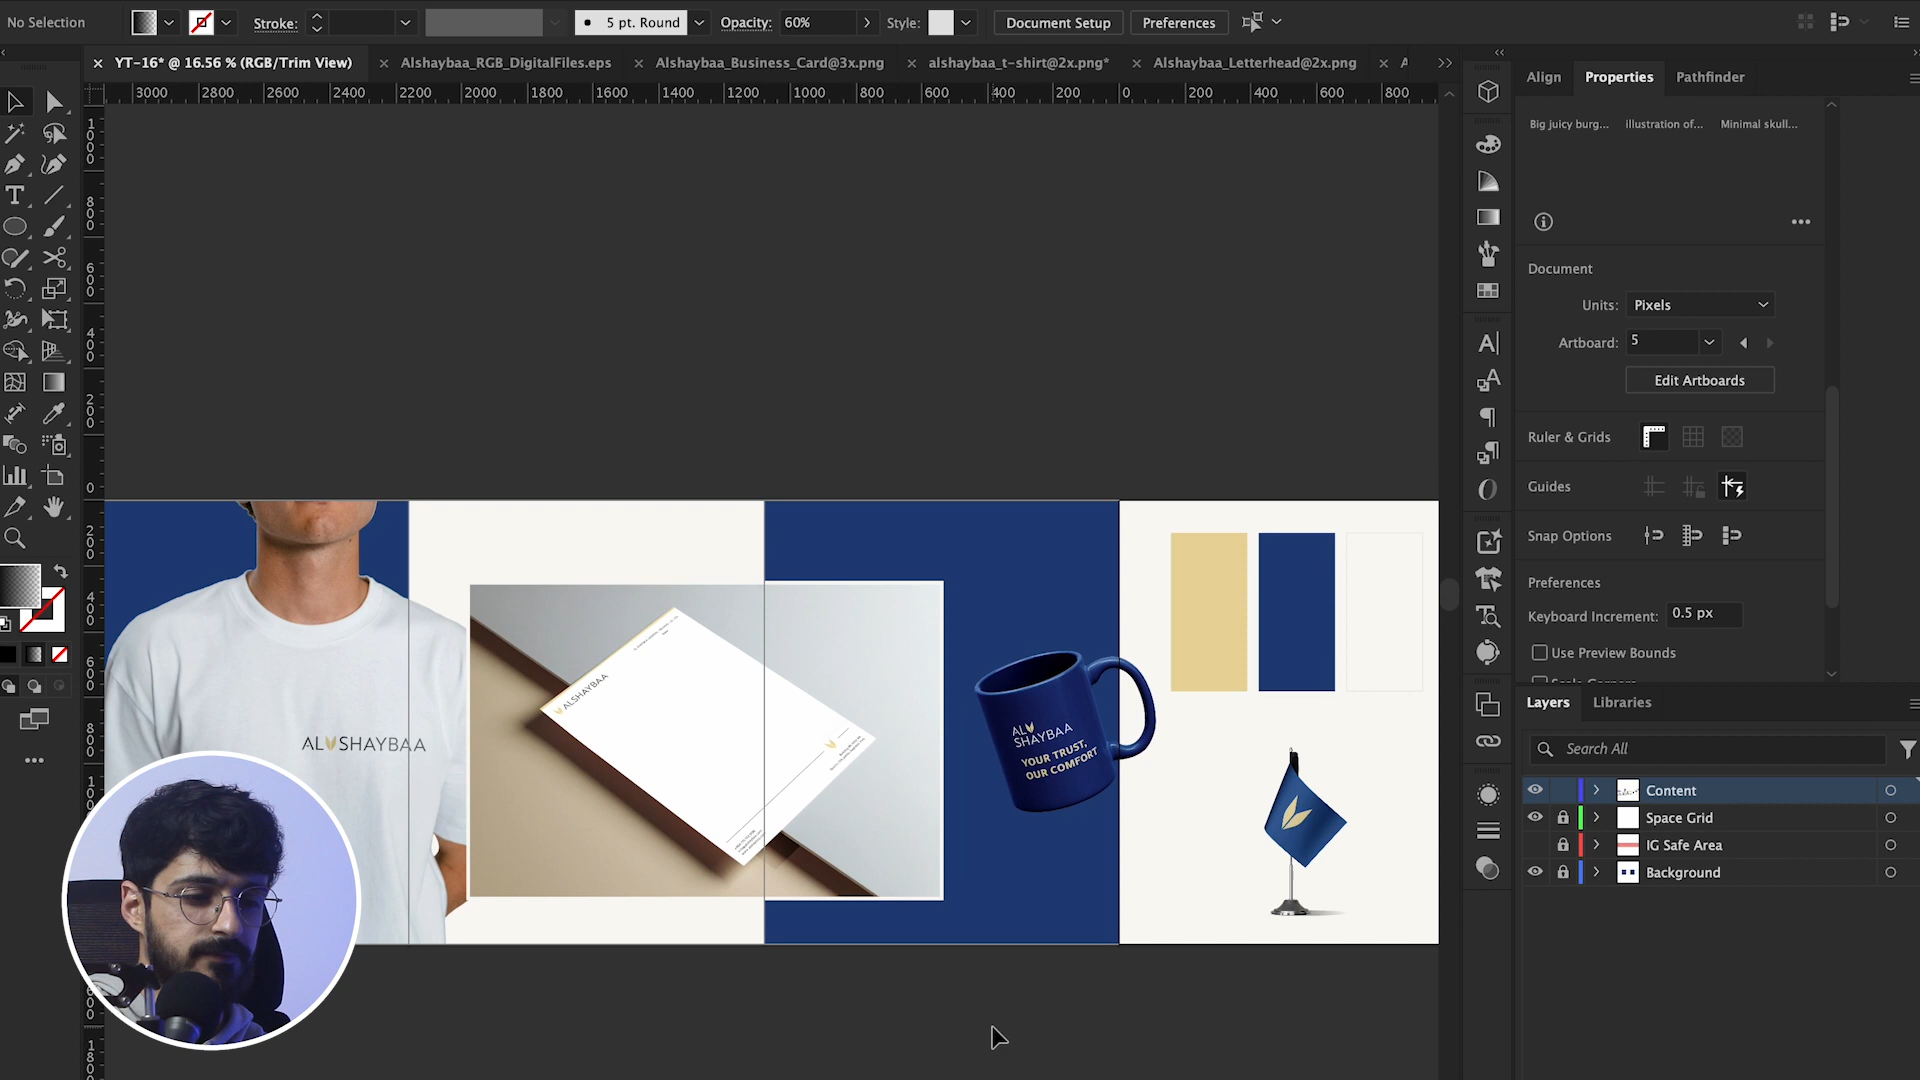 No Selection
Stroke:
5 pt. Round
Opacity:
60%
Style:
Document Setup
Preferences
YT-16* @ 16.56 % (RGB/Trim View)
Alshaybaa_RGB_DigitalFiles.eps
Alshaybaa_Business_Card@3x.png
alshaybaa_t-shirt@2x.png*
Alshaybaa_Letterhead@2x.png
3000 2800 2600 2400 2200 2000 1800 1600 1400 1200 1000 800 600 400 200 0 200 400 600 800
Align
Properties
Pathfinder
Big juicy burg...
illustration of...
Minimal skull...
Document
Units:
Pixels
Artboard:
5
Edit Artboards
Ruler & Grids
Guides
Snap Options
Preferences
Keyboard Increment:
0.5 px
Use Preview Bounds
Layers
Libraries
Search All
Content
Space Grid
IG Safe Area
Background
ALSHAYBAA
ALSHAYBAA
AL
SHAYBAA
YOUR TRUST,
OUR COMFORT